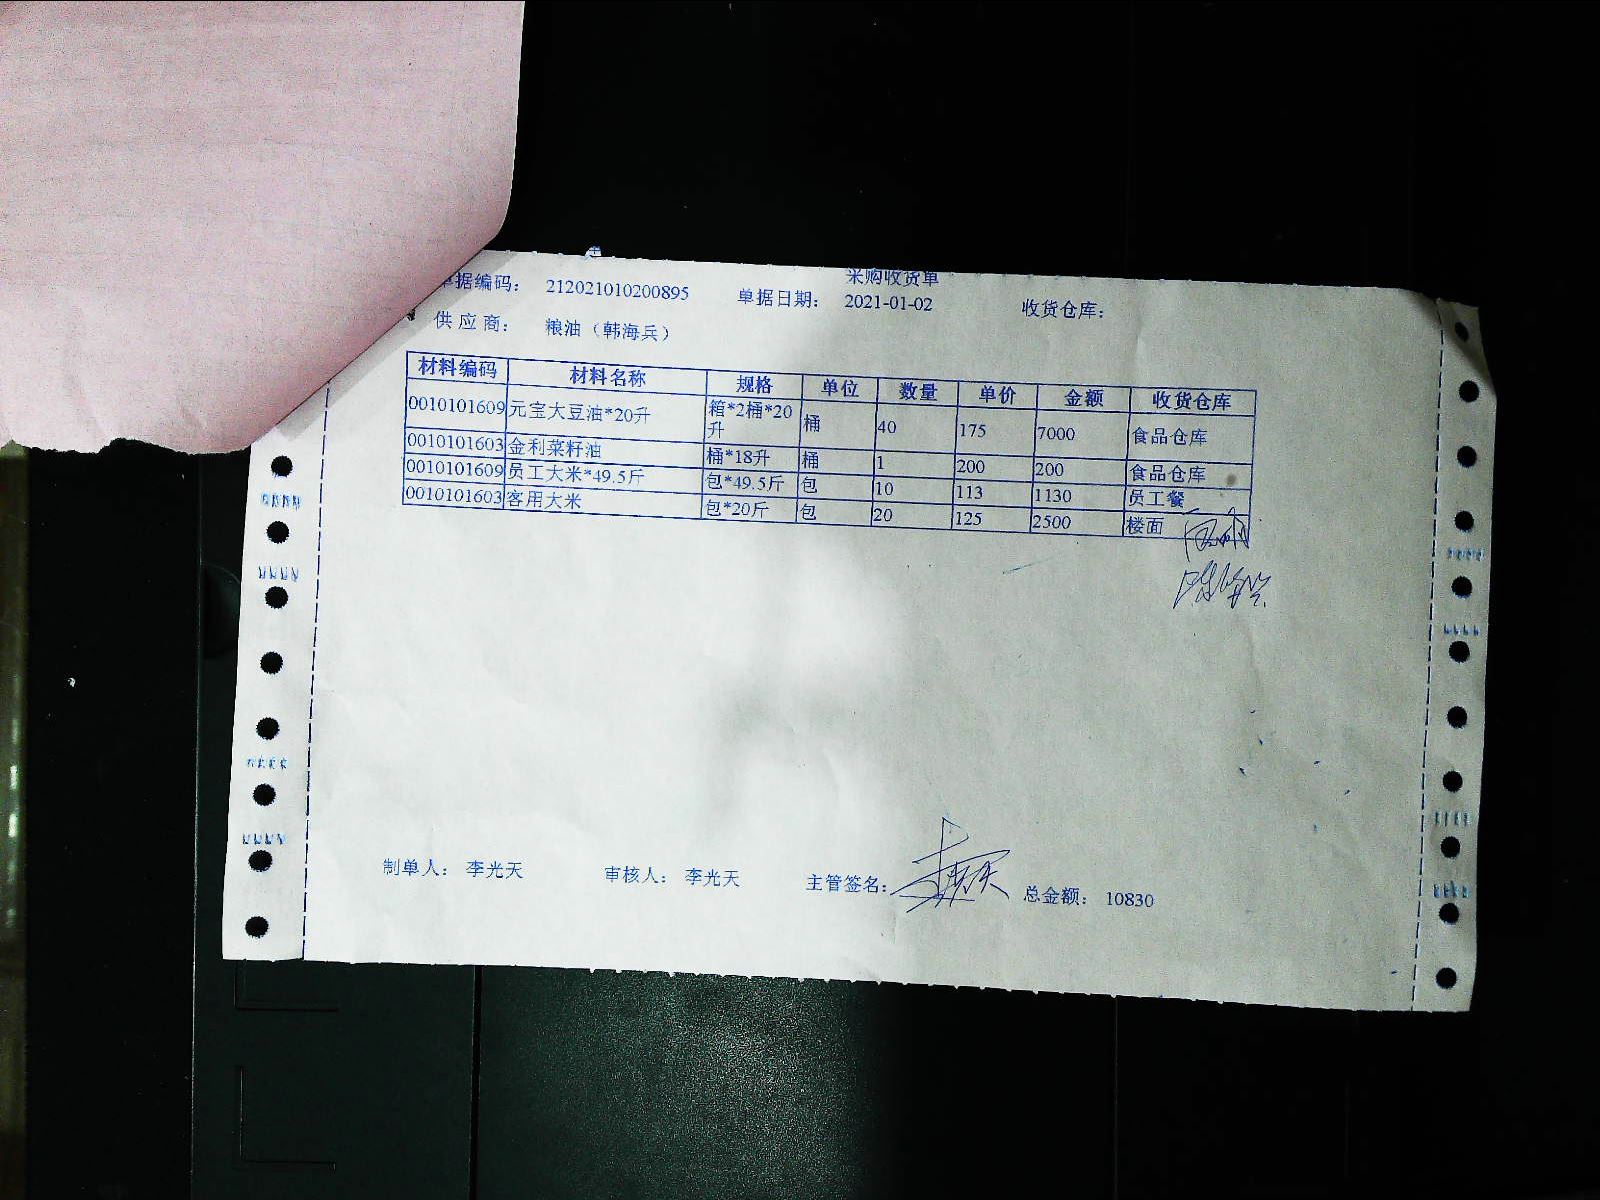 采购收货单
单据编码： 212021010200895 单据日期： 2021-01-02 收货仓库：
供应商： 粮油（韩海兵）
材料编码 材料名称 规格 单位 数量 单价 金额 收货仓库
0010101609 元宝大豆油*20升 箱*2桶*20升 桶 40 175 7000 食品仓库
0010101603 金利菜籽油 桶*18升 桶 1 200 200 食品仓库
0010101609 员工大米*49.5斤 包*49.5斤 包 10 113 1130 员工餐
0010101603 客用大米 包*20斤 包 20 125 2500 楼面
制单人： 李光天 审核人： 李光天 主管签名： 总金额： 10830